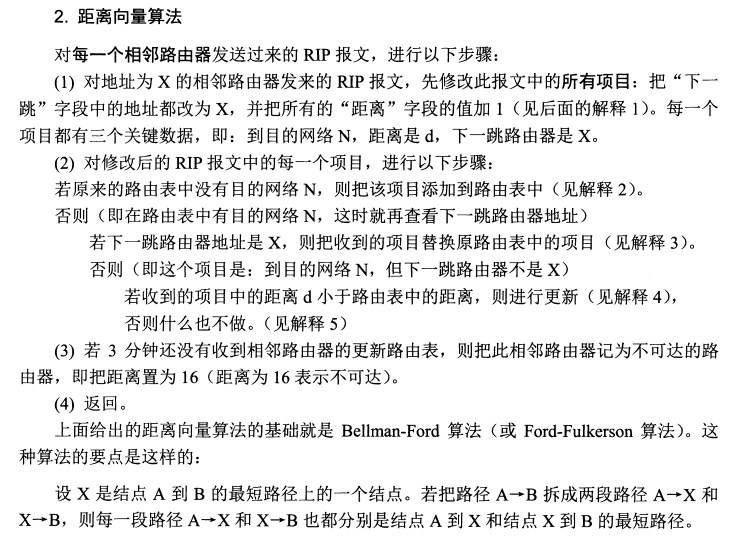 2. 距离向量算法
对每一个相邻路由器发送过来的 RIP 报文，进行以下步骤：
(1) 对地址为 X 的相邻路由器发来的 RIP 报文，先修改此报文中的所有项目：把“下一
跳”字段中的地址都改为 X，并把所有的“距离”字段的值加 1（见后面的解释 1）。每一个
项目都有三个关键数据，即：到目的网络 N，距离是 d，下一跳路由器是 X。
(2) 对修改后的 RIP 报文中的每一个项目，进行以下步骤：
若原来的路由表中没有目的网络 N，则把该项目添加到路由表中（见解释 2）。
否则（即在路由表中有目的网络 N，这时就再查看下一跳路由器地址）
若下一跳路由器地址是 X，则把收到的项目替换原路由表中的项目（见解释 3）。
否则（即这个项目是：到目的网络 N，但下一跳路由器不是 X）
若收到的项目中的距离 d 小于路由表中的距离，则进行更新（见解释 4），
否则什么也不做。（见解释 5）
(3) 若 3 分钟还没有收到相邻路由器的更新路由表，则把此相邻路由器记为不可达的路
由器，即把距离置为 16（距离为 16 表示不可达）。
(4) 返回。
上面给出的距离向量算法的基础就是 Bellman-Ford 算法（或 Ford-Fulkerson 算法）。这
种算法的要点是这样的：
设 X 是结点 A 到 B 的最短路径上的一个结点。若把路径 A→B 拆成两段路径 A→X 和
X→B，则每一段路径 A→X 和 X→B 也都分别是结点 A 到 X 和结点 X 到 B 的最短路径。